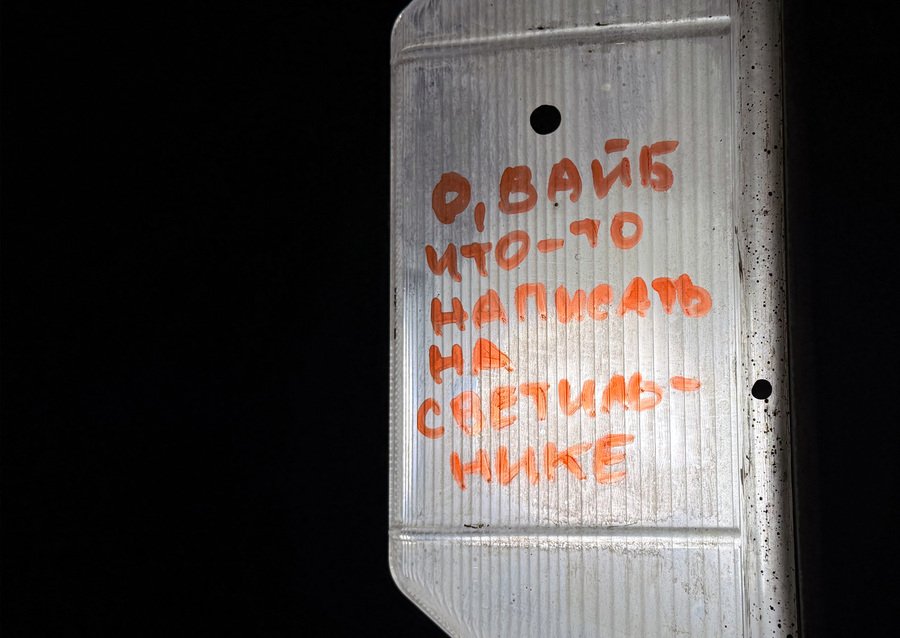 О, ВАЙБ
ЧТО-ТО
НАПИСАТЬ
НА
СВЕТИЛЬ-
НИКЕ